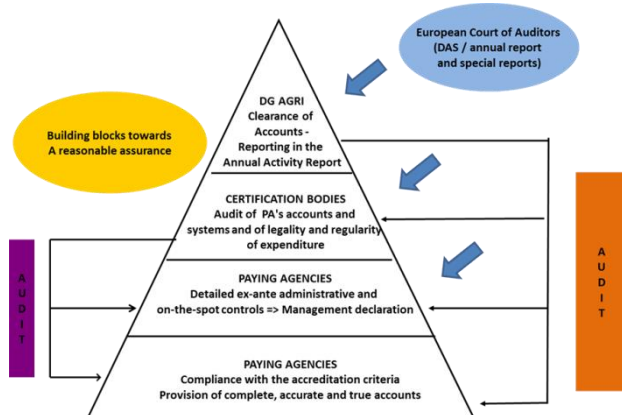 European Court of Auditors
(DAS / annual report
and special reports)
DG AGRI
Clearance of
Accounts -
Reporting in the
Annual Activity Report
Building blocks towards
A reasonable assurance
CERTIFICATION BODIES
Audit of PA's accounts and
systems and of legality and regularity
of expenditure
PAYING AGENCIES
Detailed ex-ante administrative and
on-the-spot controls => Management declaration
PAYING AGENCIES
Compliance with the accreditation criteria
Provision of complete, accurate and true accounts
A
U
D
I
T
A
U
D
I
T